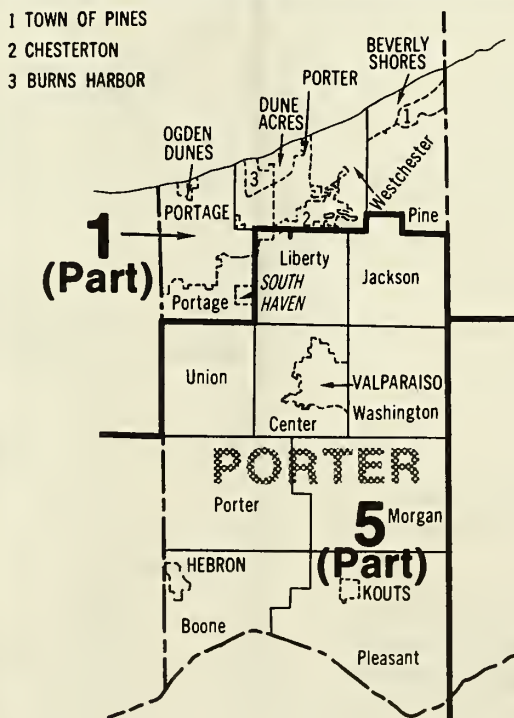 1 TOWN OF PINES
2 CHESTERTON
3 BURNS HARBOR
BEVERLY
SHORES
PORTER
DUNE
ACRES
OGDEN
DUNES
1
3
2
Westchester
PORTAGE
Pine
1
(Part)
Liberty
SOUTH
HAVEN
Jackson
Portage
Union
VALPARAISO
Washington
Center
PORTER
Porter
5
(Part)
Morgan
HEBRON
KOUTS
Boone
Pleasant